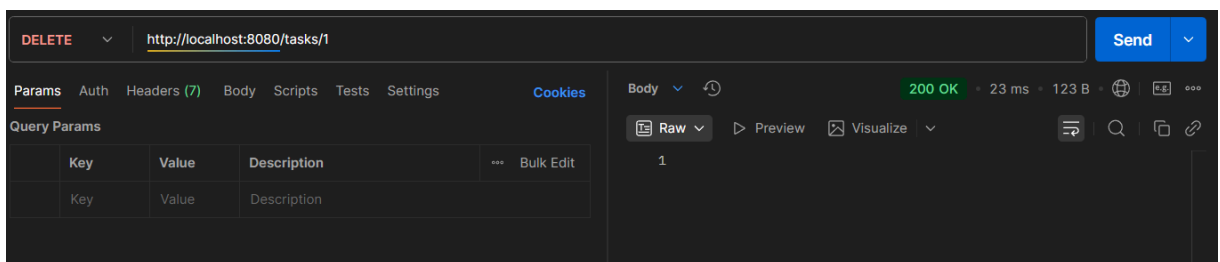 DELETE http://localhost:8080/tasks/1 Send
Params Auth Headers (7) Body Scripts Tests Settings Cookies
Query Params
Key Value Description Bulk Edit
Key Value Description
Body 200 OK 23 ms 123 B e.g.
Raw Preview Visualize
1